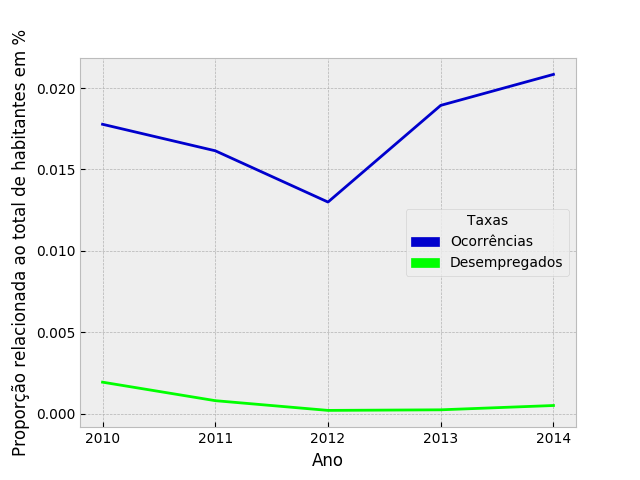 Proporção relacionada ao total de habitantes em %
0.020
0.015
0.010
0.005
0.000
Taxas
Ocorrências
Desempregados
2010 2011 2012 2013 2014
Ano